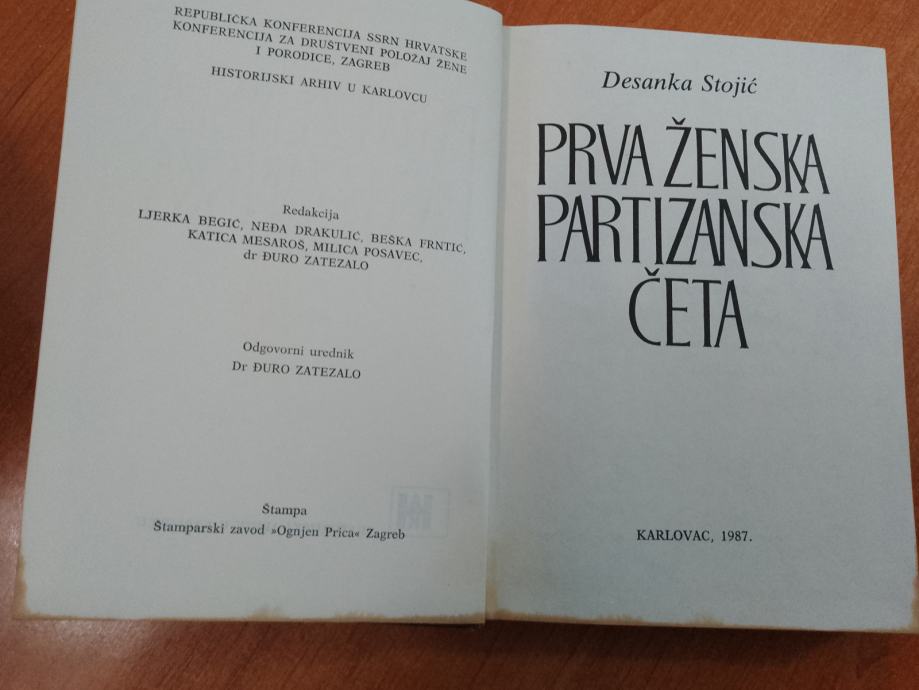 REPUBLIČKA KONFERENCIJA SSRN HRVATSKE
KONFERENCIJA ZA DRUŠTVENI POLOŽAJ ŽENE
I PORODICE, ZAGREB
HISTORIJSKI ARHIV U KARLOVCU
Redakcija
LJERKA BEGIĆ, NEĐA DRAKULIĆ, BEŠKA FRNTIĆ,
KATICA MESAROŠ, MILICA POSAVEC,
dr ĐURO ZATEZALO
Odgovorni urednik
Dr ĐURO ZATEZALO
Štampa
Štamparski zavod »Ognjen Prica« Zagreb
Desanka Stojić
PRVA ŽENSKA
PARTIZANSKA
ČETA
KARLOVAC, 1987.